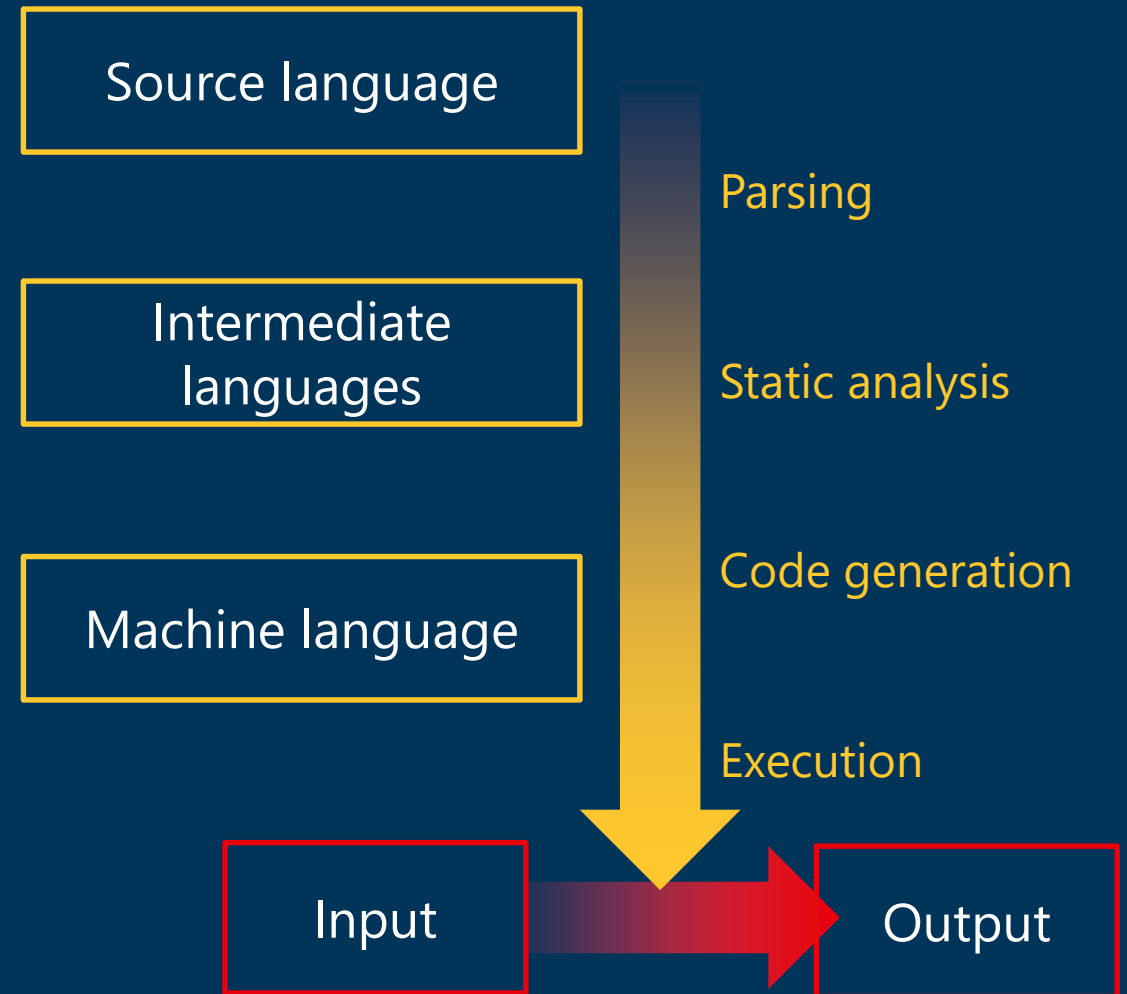 Source language
Parsing
Intermediate
languages
Static analysis
Code generation
Machine language
Execution
Input
Output